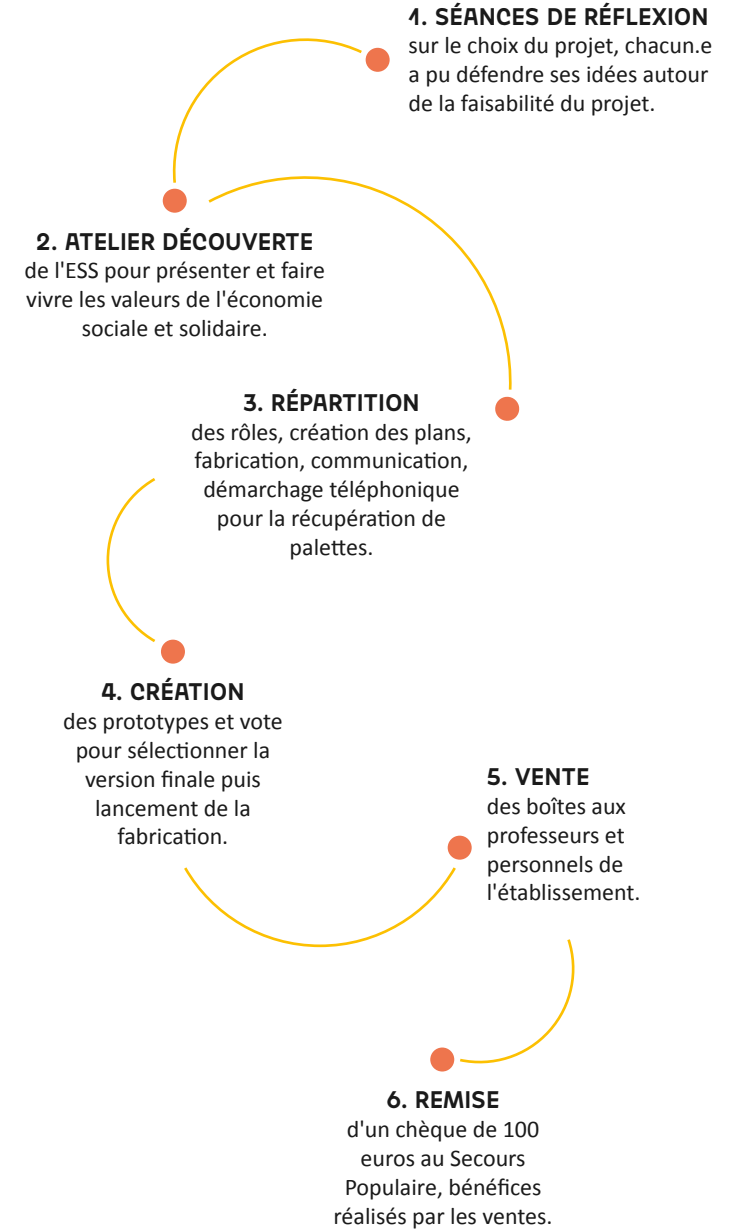 1. SÉANCES DE RÉFLEXION
sur le choix du projet, chacun.e
a pu défendre ses idées autour
de la faisabilité du projet.
2. ATELIER DÉCOUVERTE
de l'ESS pour présenter et faire
vivre les valeurs de l'économie
sociale et solidaire.
3. RÉPARTITION
des rôles, création des plans,
fabrication, communication,
démarchage téléphonique
pour la récupération de
palettes.
4. CRÉATION
des prototypes et vote
pour sélectionner la
version finale puis
lancement de la
fabrication.
5. VENTE
des boîtes aux
professeurs et
personnels de
l'établissement.
6. REMISE
d'un chèque de 100
euros au Secours
Populaire, bénéfices
réalisés par les ventes.